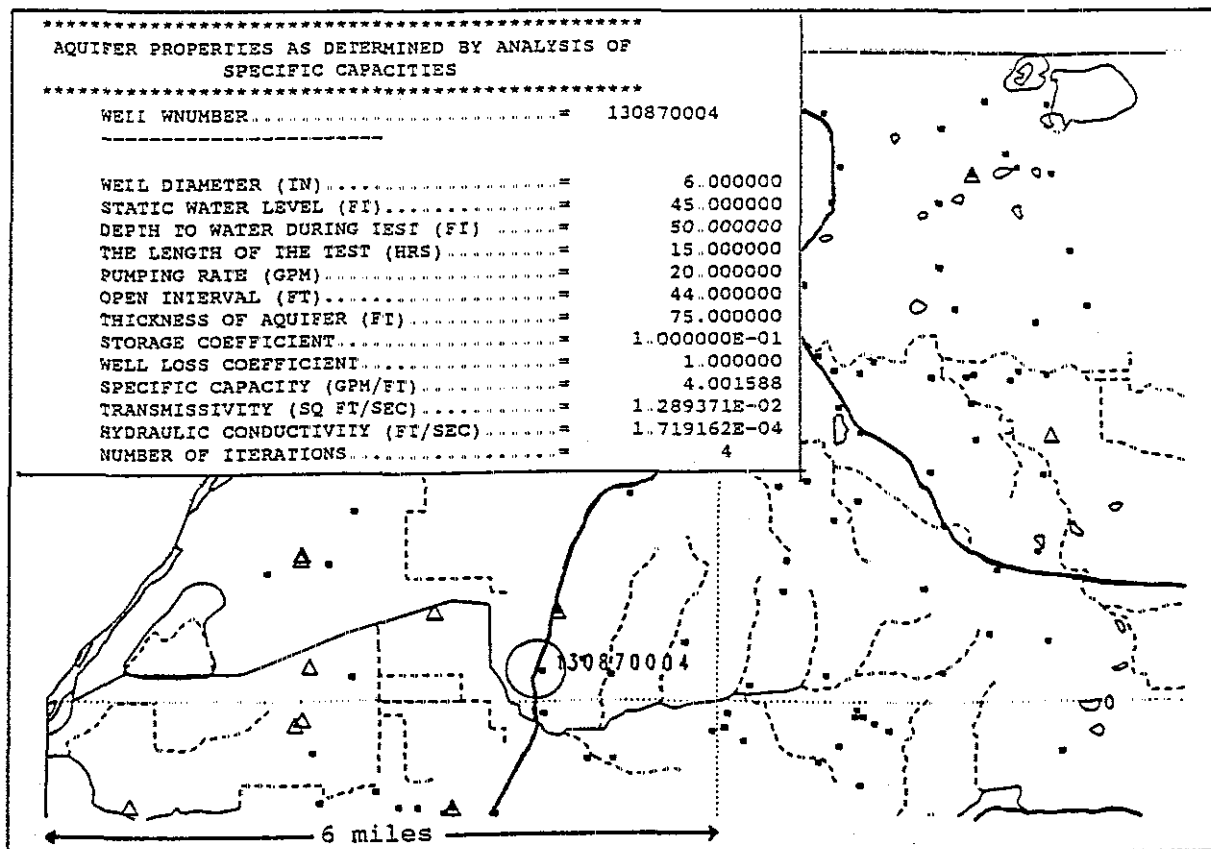 **************************************************
AQUIFER PROPERTIES AS DETERMINED BY ANALYSIS OF
SPECIFIC CAPACITIES
**************************************************
WELL WNUMBER..........................= 130870004
------------------------
WELL DIAMETER (IN)....................= 6.000000
STATIC WATER LEVEL (FT)...............= 45.000000
DEPTH TO WATER DURING TEST (FT) ......= 50.000000
THE LENGTH OF THE TEST (HRS)..........= 15.000000
PUMPING RATE (GPM)....................= 20.000000
OPEN INTERVAL (FT)....................= 44.000000
THICKNESS OF AQUIFER (FT).............= 75.000000
STORAGE COEFFICIENT...................= 1.000000E-01
WELL LOSS COEFFICIENT.................= 1.000000
SPECIFIC CAPACITY (GPM/FT)............= 4.001588
TRANSMISSIVITY (SQ FT/SEC)............= 1.289371E-02
HYDRAULIC CONDUCTIVITY (FT/SEC).......= 1.719162E-04
NUMBER OF ITERATIONS..................= 4
130870004
6 miles